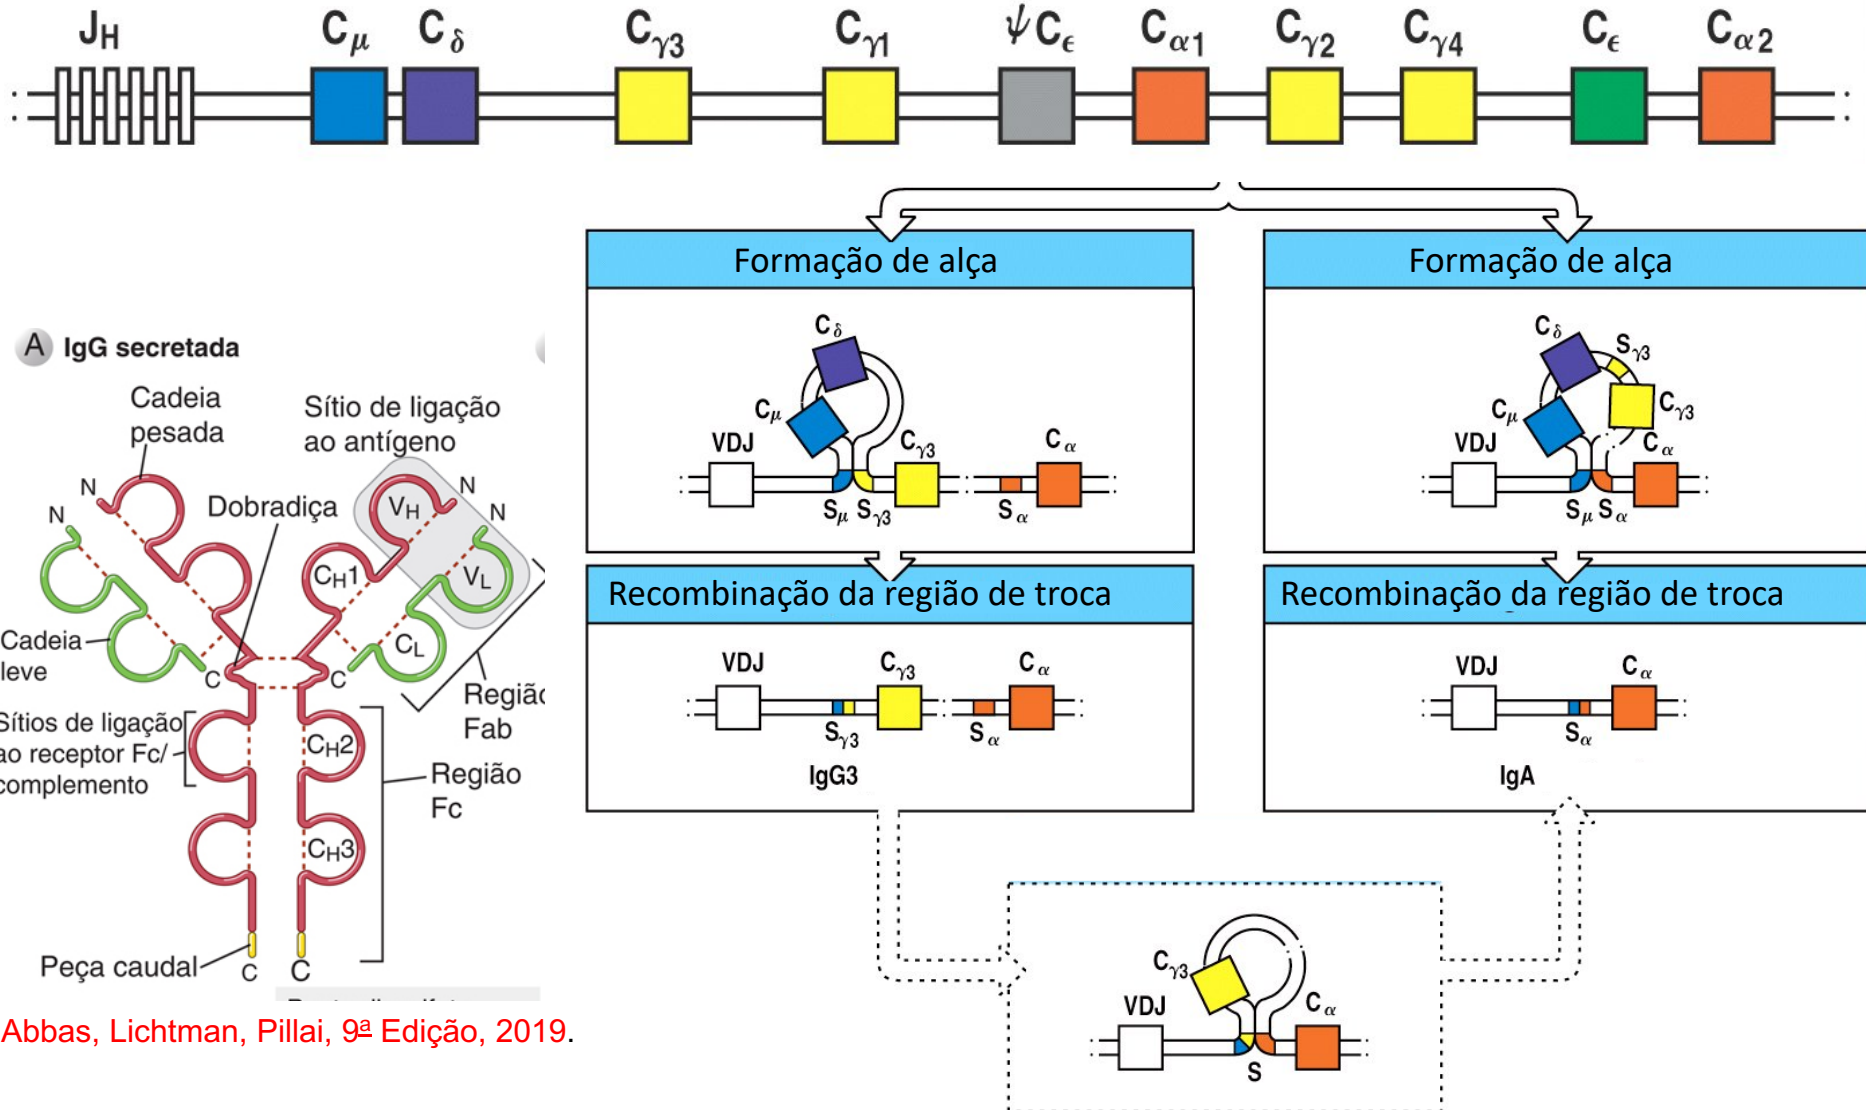 JH Cμ Cδ Cγ3 Cγ1 ψCϵ Cα1 Cγ2 Cγ4 Cϵ Cα2
A IgG secretada
Cadeia
pesada
Sítio de ligação
ao antígeno
N
N
Dobradiça
VH
N
N
CH1
VL
CL
Cadeia
leve
C
C
Região
Fab
Sítios de ligação
ao receptor Fc/
complemento
CH2
Região
Fc
CH3
Peça caudal
C
C
Abbas, Lichtman, Pillai, 9ª Edição, 2019.
Formação de alça
Cδ
Cμ
VDJ
Cγ3
Cα
Sμ Sγ3
Sα
Recombinação da região de troca
VDJ
Cγ3
Cα
Sγ3
Sα
IgG3
Formação de alça
Cδ
Sγ3
Cμ
Cγ3
VDJ
Cα
Sμ Sα
Recombinação da região de troca
VDJ
Cα
Sα
IgA
Cγ3
VDJ
Cα
S